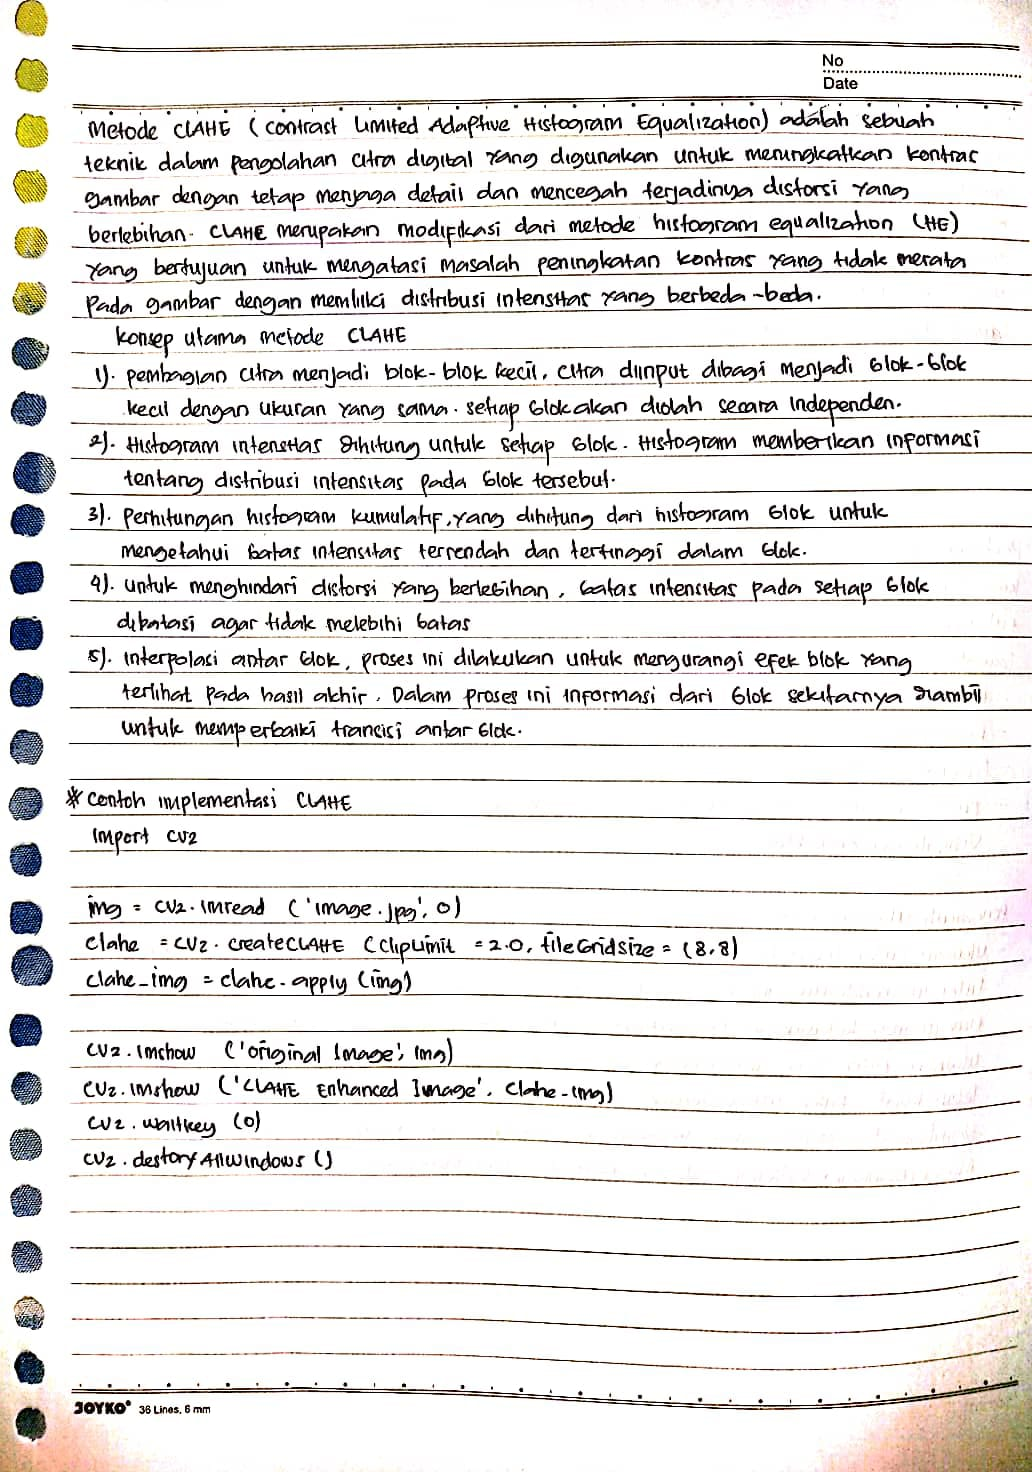 No
Date
Metode CLAHE (Contrast Limited Adaptive Histogram Equalization) adalah sebuah
teknik dalam pengolahan citra digital yang digunakan untuk meningkatkan kontras
gambar dengan tetap menjaga detail dan mencegah terjadinya distorsi yang
berlebihan. CLAHE merupakan modifikasi dari metode histogram equalization (HE)
yang bertujuan untuk mengatasi masalah peningkatan kontras yang tidak merata
Pada gambar dengan memiliki distribusi intensitas yang berbeda-beda.
konsep utama metode CLAHE
1). pembagian citra menjadi blok-blok kecil, citra diinput dibagi menjadi blok-blok
kecil dengan ukuran yang sama. setiap blok akan diolah secara independen.
2). Histogram intensitas dihitung untuk setiap blok. Histogram memberikan informasi
tentang distribusi intensitas pada blok tersebut.
3). Perhitungan histogram kumulatif, yang dihitung dari histogram blok untuk
mengetahui batas intensitas terrendah dan tertinggi dalam blok.
4). untuk menghindari distorsi yang berlebihan, batas intensitas pada setiap blok
dibatasi agar tidak melebihi batas
5). Interpolasi antar blok, proses ini dilakukan untuk mengurangi efek blok yang
terlihat pada hasil akhir. Dalam proses ini informasi dari blok sekitarnya diambil
untuk memperbaiki transisi antar blok.
* Contoh implementasi CLAHE
import cv2
img = cv2.imread ('image.jpg', 0)
clahe = cv2.createCLAHE (clipLimit = 2.0, tileGridsize = (8,8)
clahe_img = clahe.apply (img)
cv2.imshow ('original Image', img)
cv2.imshow ('CLAHE Enhanced Image', clahe-img)
cv2.waitkey (0)
cv2.destoryAllwindows ()
JOYKO® 36 Lines, 6 mm